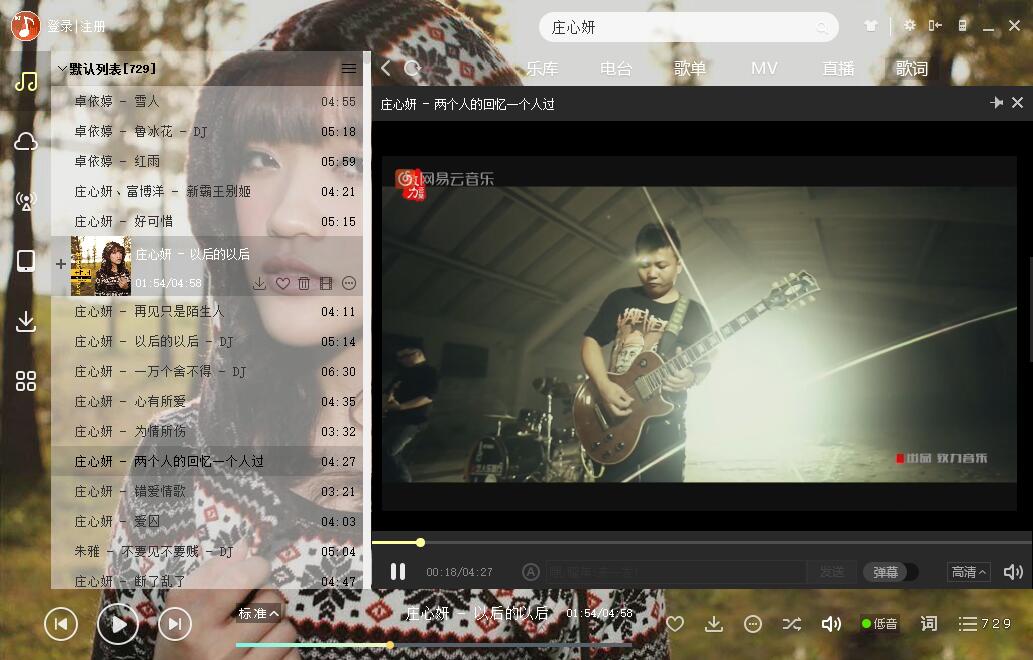 登录|注册
庄心妍
乐库 电台 歌单 MV 直播 歌词
默认列表[729]
卓依婷 - 雪人 04:55
卓依婷 - 鲁冰花 - DJ 05:18
卓依婷 - 红雨 05:59
庄心妍、富博洋 - 新霸王别姬 04:21
庄心妍 - 好可惜 05:15
庄心妍 - 以后的以后
01:54/04:58
庄心妍 - 再见只是陌生人 04:11
庄心妍 - 以后的以后 - DJ 05:14
庄心妍 - 一万个舍不得 - DJ 06:30
庄心妍 - 心有所爱 04:35
庄心妍 - 为情所伤 03:32
庄心妍 - 两个人的回忆一个人过 04:27
庄心妍 - 错爱情歌 03:21
庄心妍 - 爱囚 04:03
朱雅 - 不要见不要贱 - DJ 05:04
庄心妍 - 断了乱了 04:47
庄心妍 - 两个人的回忆一个人过
网易云音乐
出品 致力音乐
00:18/04:27
发送 弹幕 高清
标准
庄心妍 - 以后的以后 01:54/04:58
低音 词 729